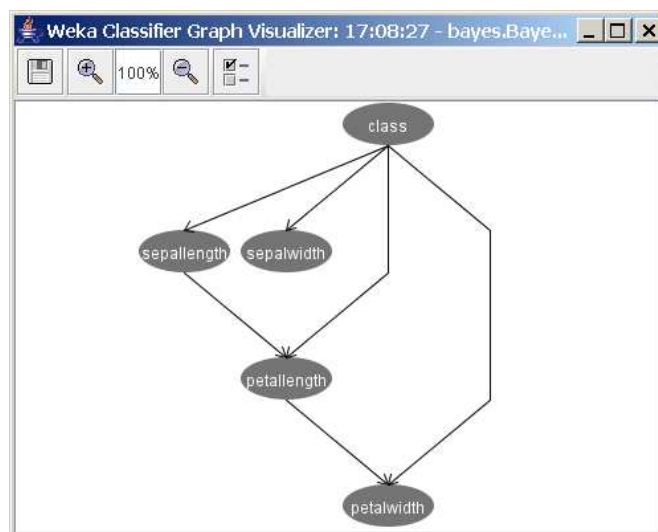 Weka Classifier Graph Visualizer: 17:08:27 - bayes.Baye...
100%
class
sepallength sepalwidth
petallength
petalwidth